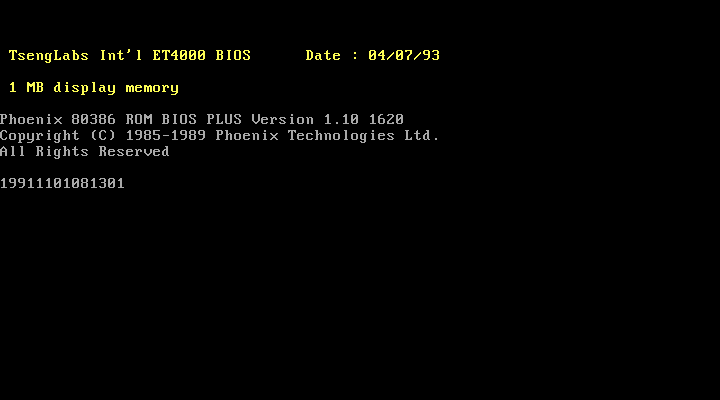 TsengLabs Int'l ET4000 BIOS      Date : 04/07/93
1 MB display memory
Phoenix 80386 ROM BIOS PLUS Version 1.10 1620
Copyright (C) 1985-1989 Phoenix Technologies Ltd.
All Rights Reserved
19911101081301